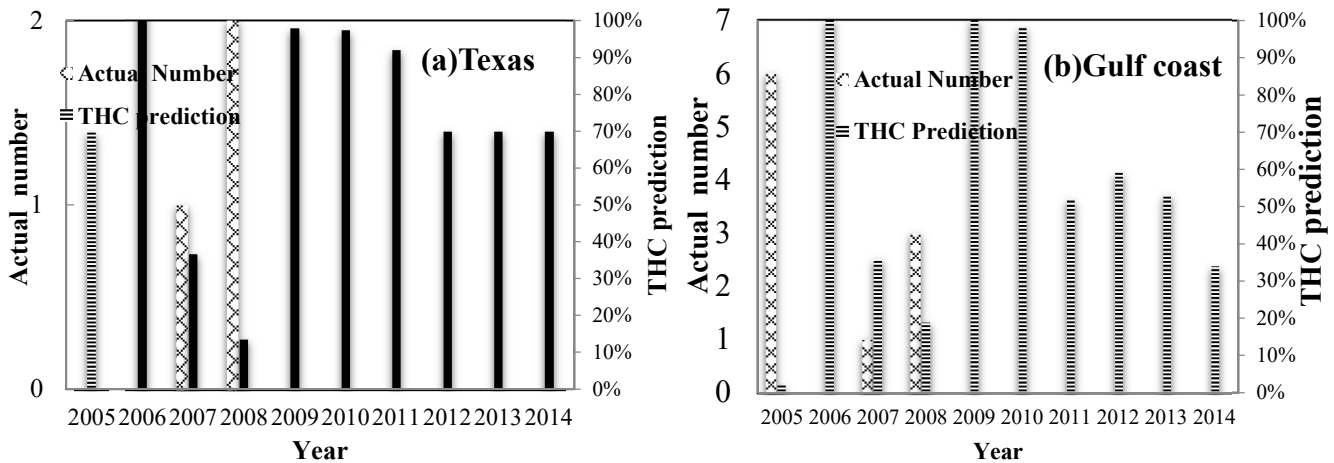 (a)Texas
Actual Number
THC prediction
Actual number
2
1
0
100%
90%
80%
70%
60%
50%
40%
30%
20%
10%
0%
THC prediction
2005 2006 2007 2008 2009 2010 2011 2012 2013 2014
Year
(b)Gulf coast
Actual Number
THC Prediction
Actual number
7
6
5
4
3
2
1
0
100%
90%
80%
70%
60%
50%
40%
30%
20%
10%
0%
THC prediction
2005 2006 2007 2008 2009 2010 2011 2012 2013 2014
Year